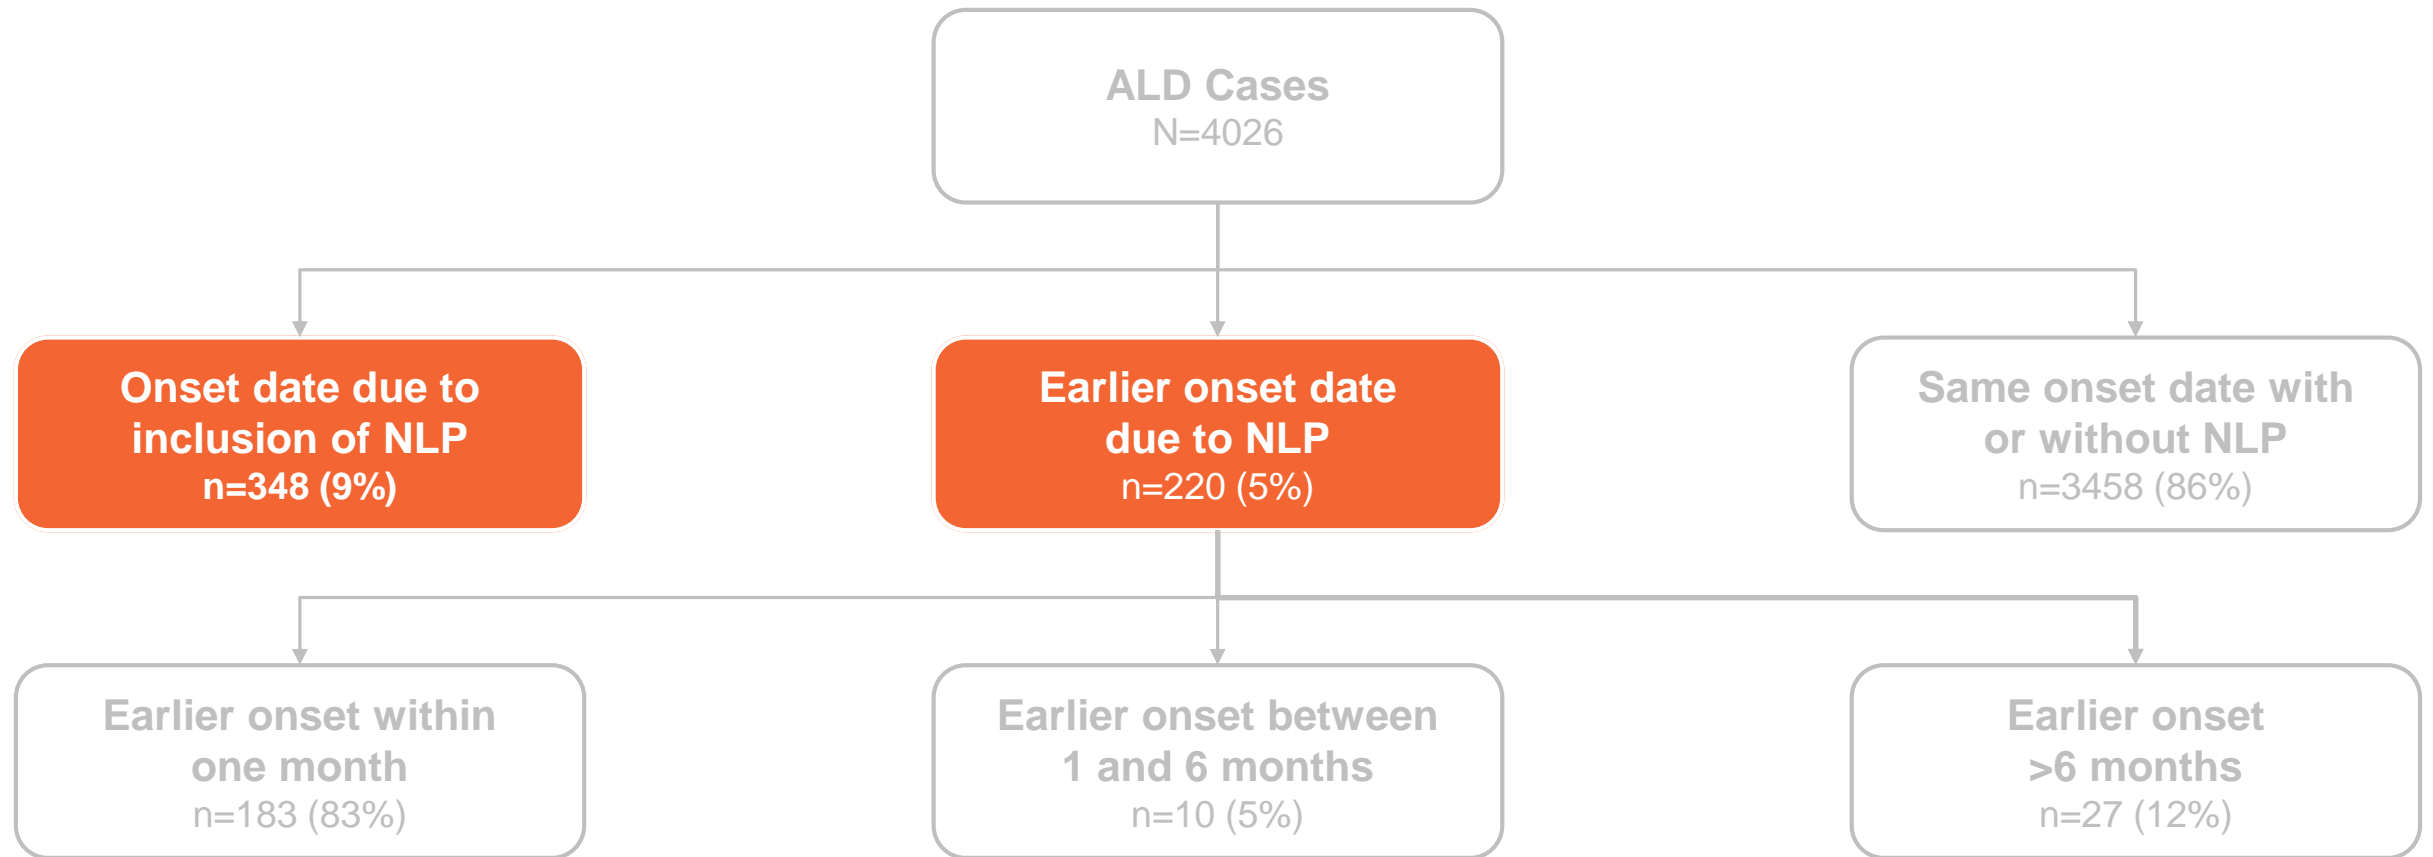 ALD Cases
N=4026
Onset date due to
inclusion of NLP
n=348 (9%)
Earlier onset date
due to NLP
n=220 (5%)
Same onset date with
or without NLP
n=3458 (86%)
Earlier onset within
one month
n=183 (83%)
Earlier onset between
1 and 6 months
n=10 (5%)
Earlier onset
>6 months
n=27 (12%)